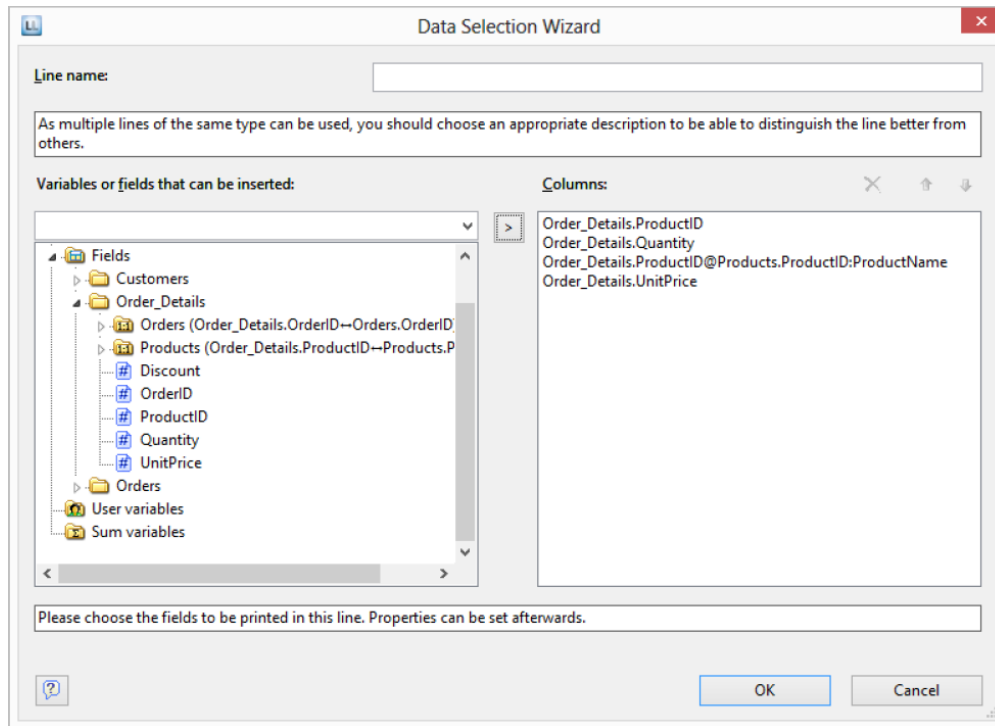 Data Selection Wizard
Line name:
As multiple lines of the same type can be used, you should choose an appropriate description to be able to distinguish the line better from
others.
Variables or fields that can be inserted:
Columns:
>
Fields
Customers
Order_Details
Orders (Order_Details.OrderID↔Orders.OrderID)
Products (Order_Details.ProductID↔Products.P
Discount
OrderID
ProductID
Quantity
UnitPrice
Orders
User variables
Sum variables
Order_Details.ProductID
Order_Details.Quantity
Order_Details.ProductID@Products.ProductID:ProductName
Order_Details.UnitPrice
Please choose the fields to be printed in this line. Properties can be set afterwards.
OK
Cancel